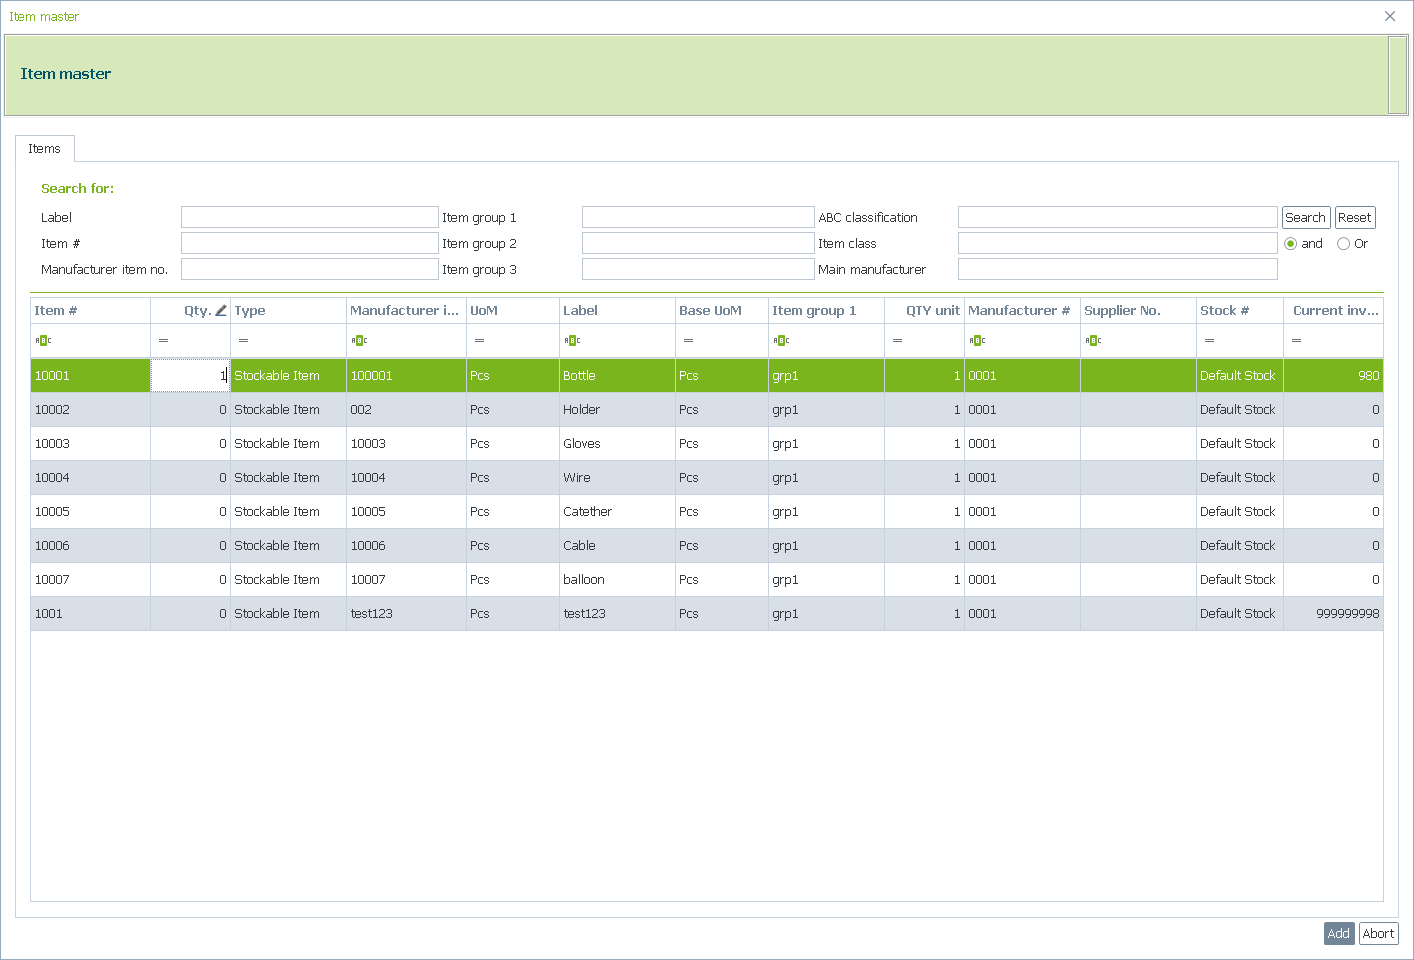 Item master
Item master
Items
Search for:
Label Item group 1 ABC classification Search Reset
Item # Item group 2 Item class and Or
Manufacturer item no. Item group 3 Main manufacturer
Item # Qty. Type Manufacturer i... UoM Label Base UoM Item group 1 QTY unit Manufacturer # Supplier No. Stock # Current inv...
ABC = = ABC = ABC = ABC = ABC ABC = =
10001 1 Stockable Item 100001 Pcs Bottle Pcs grp1 1 0001 Default Stock 980
10002 0 Stockable Item 002 Pcs Holder Pcs grp1 1 0001 Default Stock 0
10003 0 Stockable Item 10003 Pcs Gloves Pcs grp1 1 0001 Default Stock 0
10004 0 Stockable Item 10004 Pcs Wire Pcs grp1 1 0001 Default Stock 0
10005 0 Stockable Item 10005 Pcs Catether Pcs grp1 1 0001 Default Stock 0
10006 0 Stockable Item 10006 Pcs Cable Pcs grp1 1 0001 Default Stock 0
10007 0 Stockable Item 10007 Pcs balloon Pcs grp1 1 0001 Default Stock 0
1001 0 Stockable Item test123 Pcs test123 Pcs grp1 1 0001 Default Stock 999999998
Add Abort